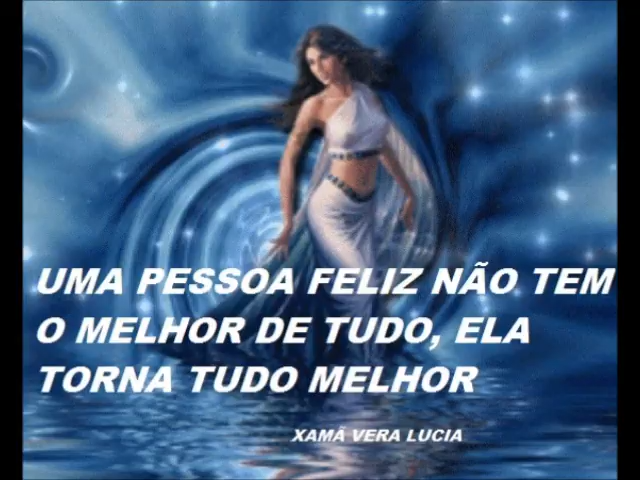 UMA PESSOA FELIZ NÃO TEM
O MELHOR DE TUDO, ELA
TORNA TUDO MELHOR
XAMÃ VERA LUCIA